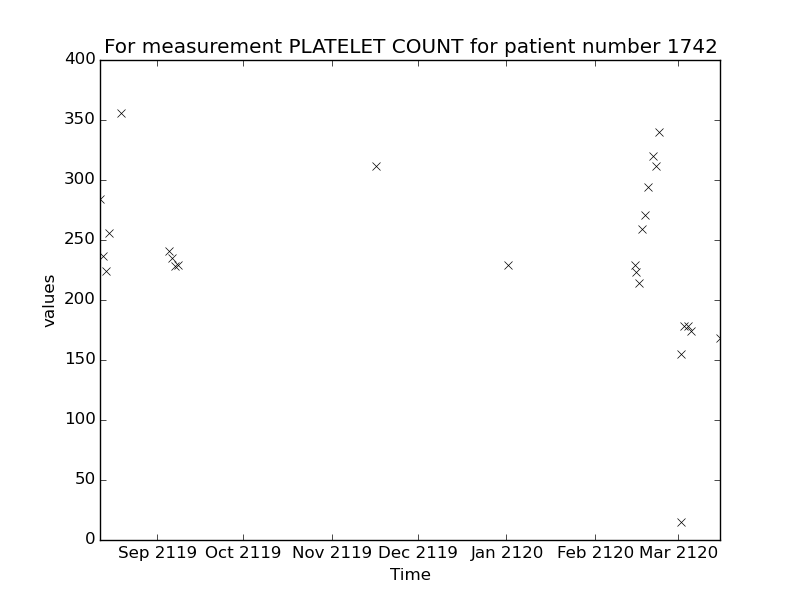 For measurement PLATELET COUNT for patient number 1742
400
350
300
250
200
150
100
50
0
values
Sep 2119 Oct 2119 Nov 2119 Dec 2119 Jan 2120 Feb 2120 Mar 2120
Time